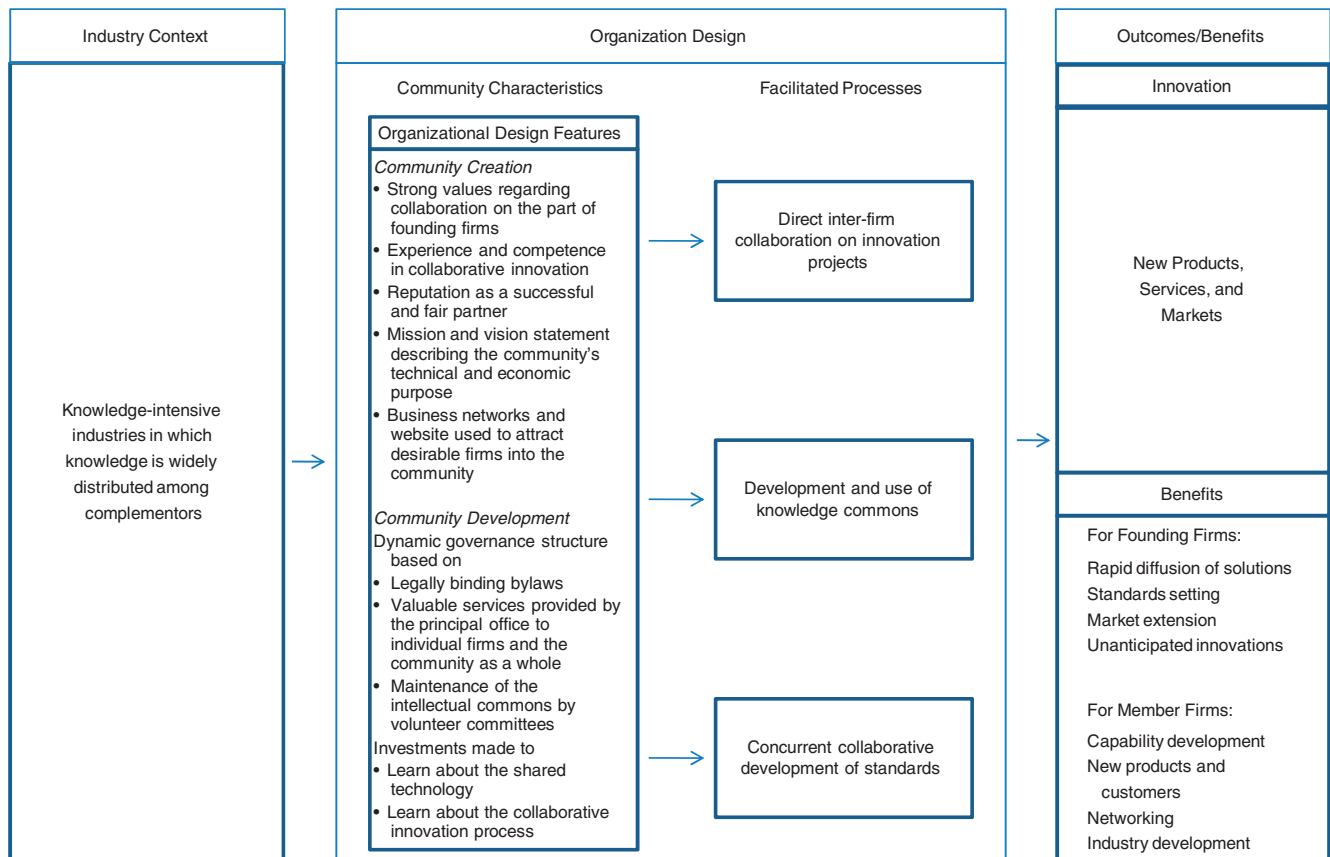 Industry Context
Knowledge-intensive
industries in which
knowledge is widely
distributed among
complementors
Organization Design
Community Characteristics
Organizational Design Features
Community Creation
• Strong values regarding
collaboration on the part of
founding firms
• Experience and competence
in collaborative innovation
• Reputation as a successful
and fair partner
• Mission and vision statement
describing the community’s
technical and economic
purpose
• Business networks and
website used to attract
desirable firms into the
community
Community Development
Dynamic governance structure
based on
• Legally binding bylaws
• Valuable services provided by
the principal office to
individual firms and the
community as a whole
• Maintenance of the
intellectual commons by
volunteer committees
Investments made to
• Learn about the shared
technology
• Learn about the collaborative
innovation process
Facilitated Processes
Direct inter-firm
collaboration on innovation
projects
Development and use of
knowledge commons
Concurrent collaborative
development of standards
Outcomes/Benefits
Innovation
New Products,
Services, and
Markets
Benefits
For Founding Firms:
Rapid diffusion of solutions
Standards setting
Market extension
Unanticipated innovations
For Member Firms:
Capability development
New products and
customers
Networking
Industry development